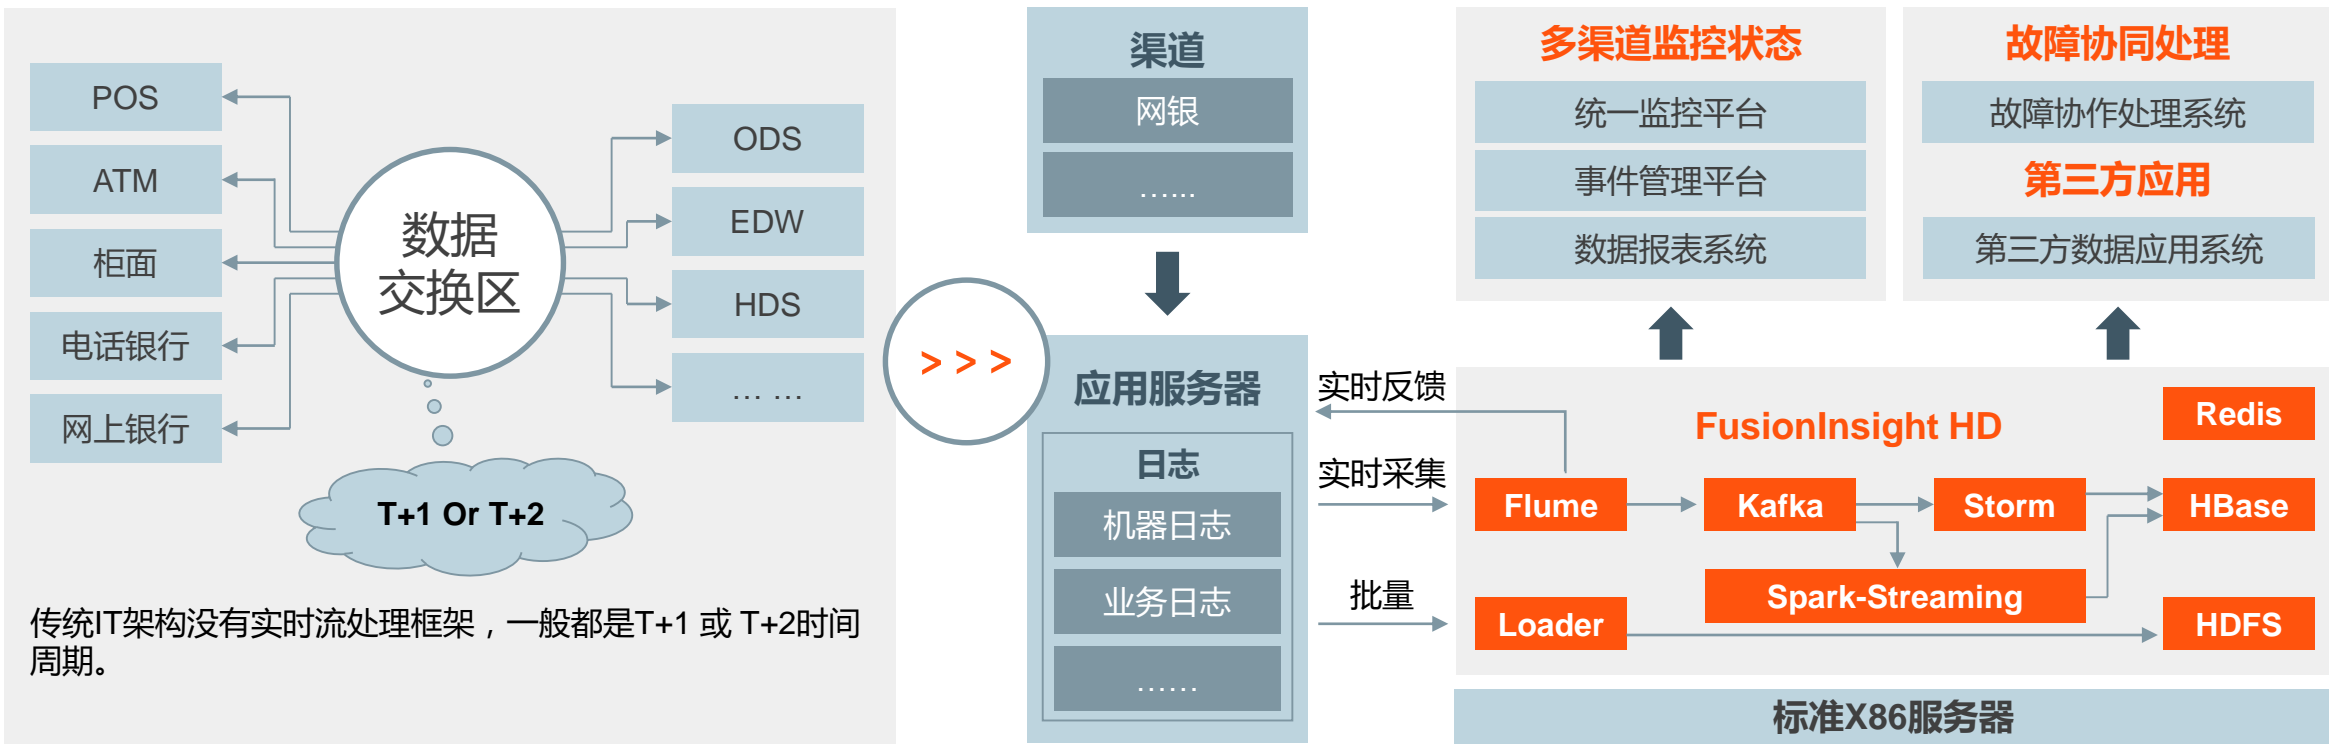 POS
ATM
柜面
电话银行
网上银行
数据
交换区
ODS
EDW
HDS
… …
T+1 Or T+2
传统IT架构没有实时流处理框架，一般都是T+1 或 T+2时间
周期。
> > >
渠道
网银
…...
应用服务器
日志
机器日志
业务日志
……
实时反馈
实时采集
批量
多渠道监控状态
统一监控平台
事件管理平台
数据报表系统
故障协同处理
故障协作处理系统
第三方应用
第三方数据应用系统
FusionInsight HD
Redis
Flume
Kafka
Storm
HBase
Spark-Streaming
Loader
HDFS
标准X86服务器